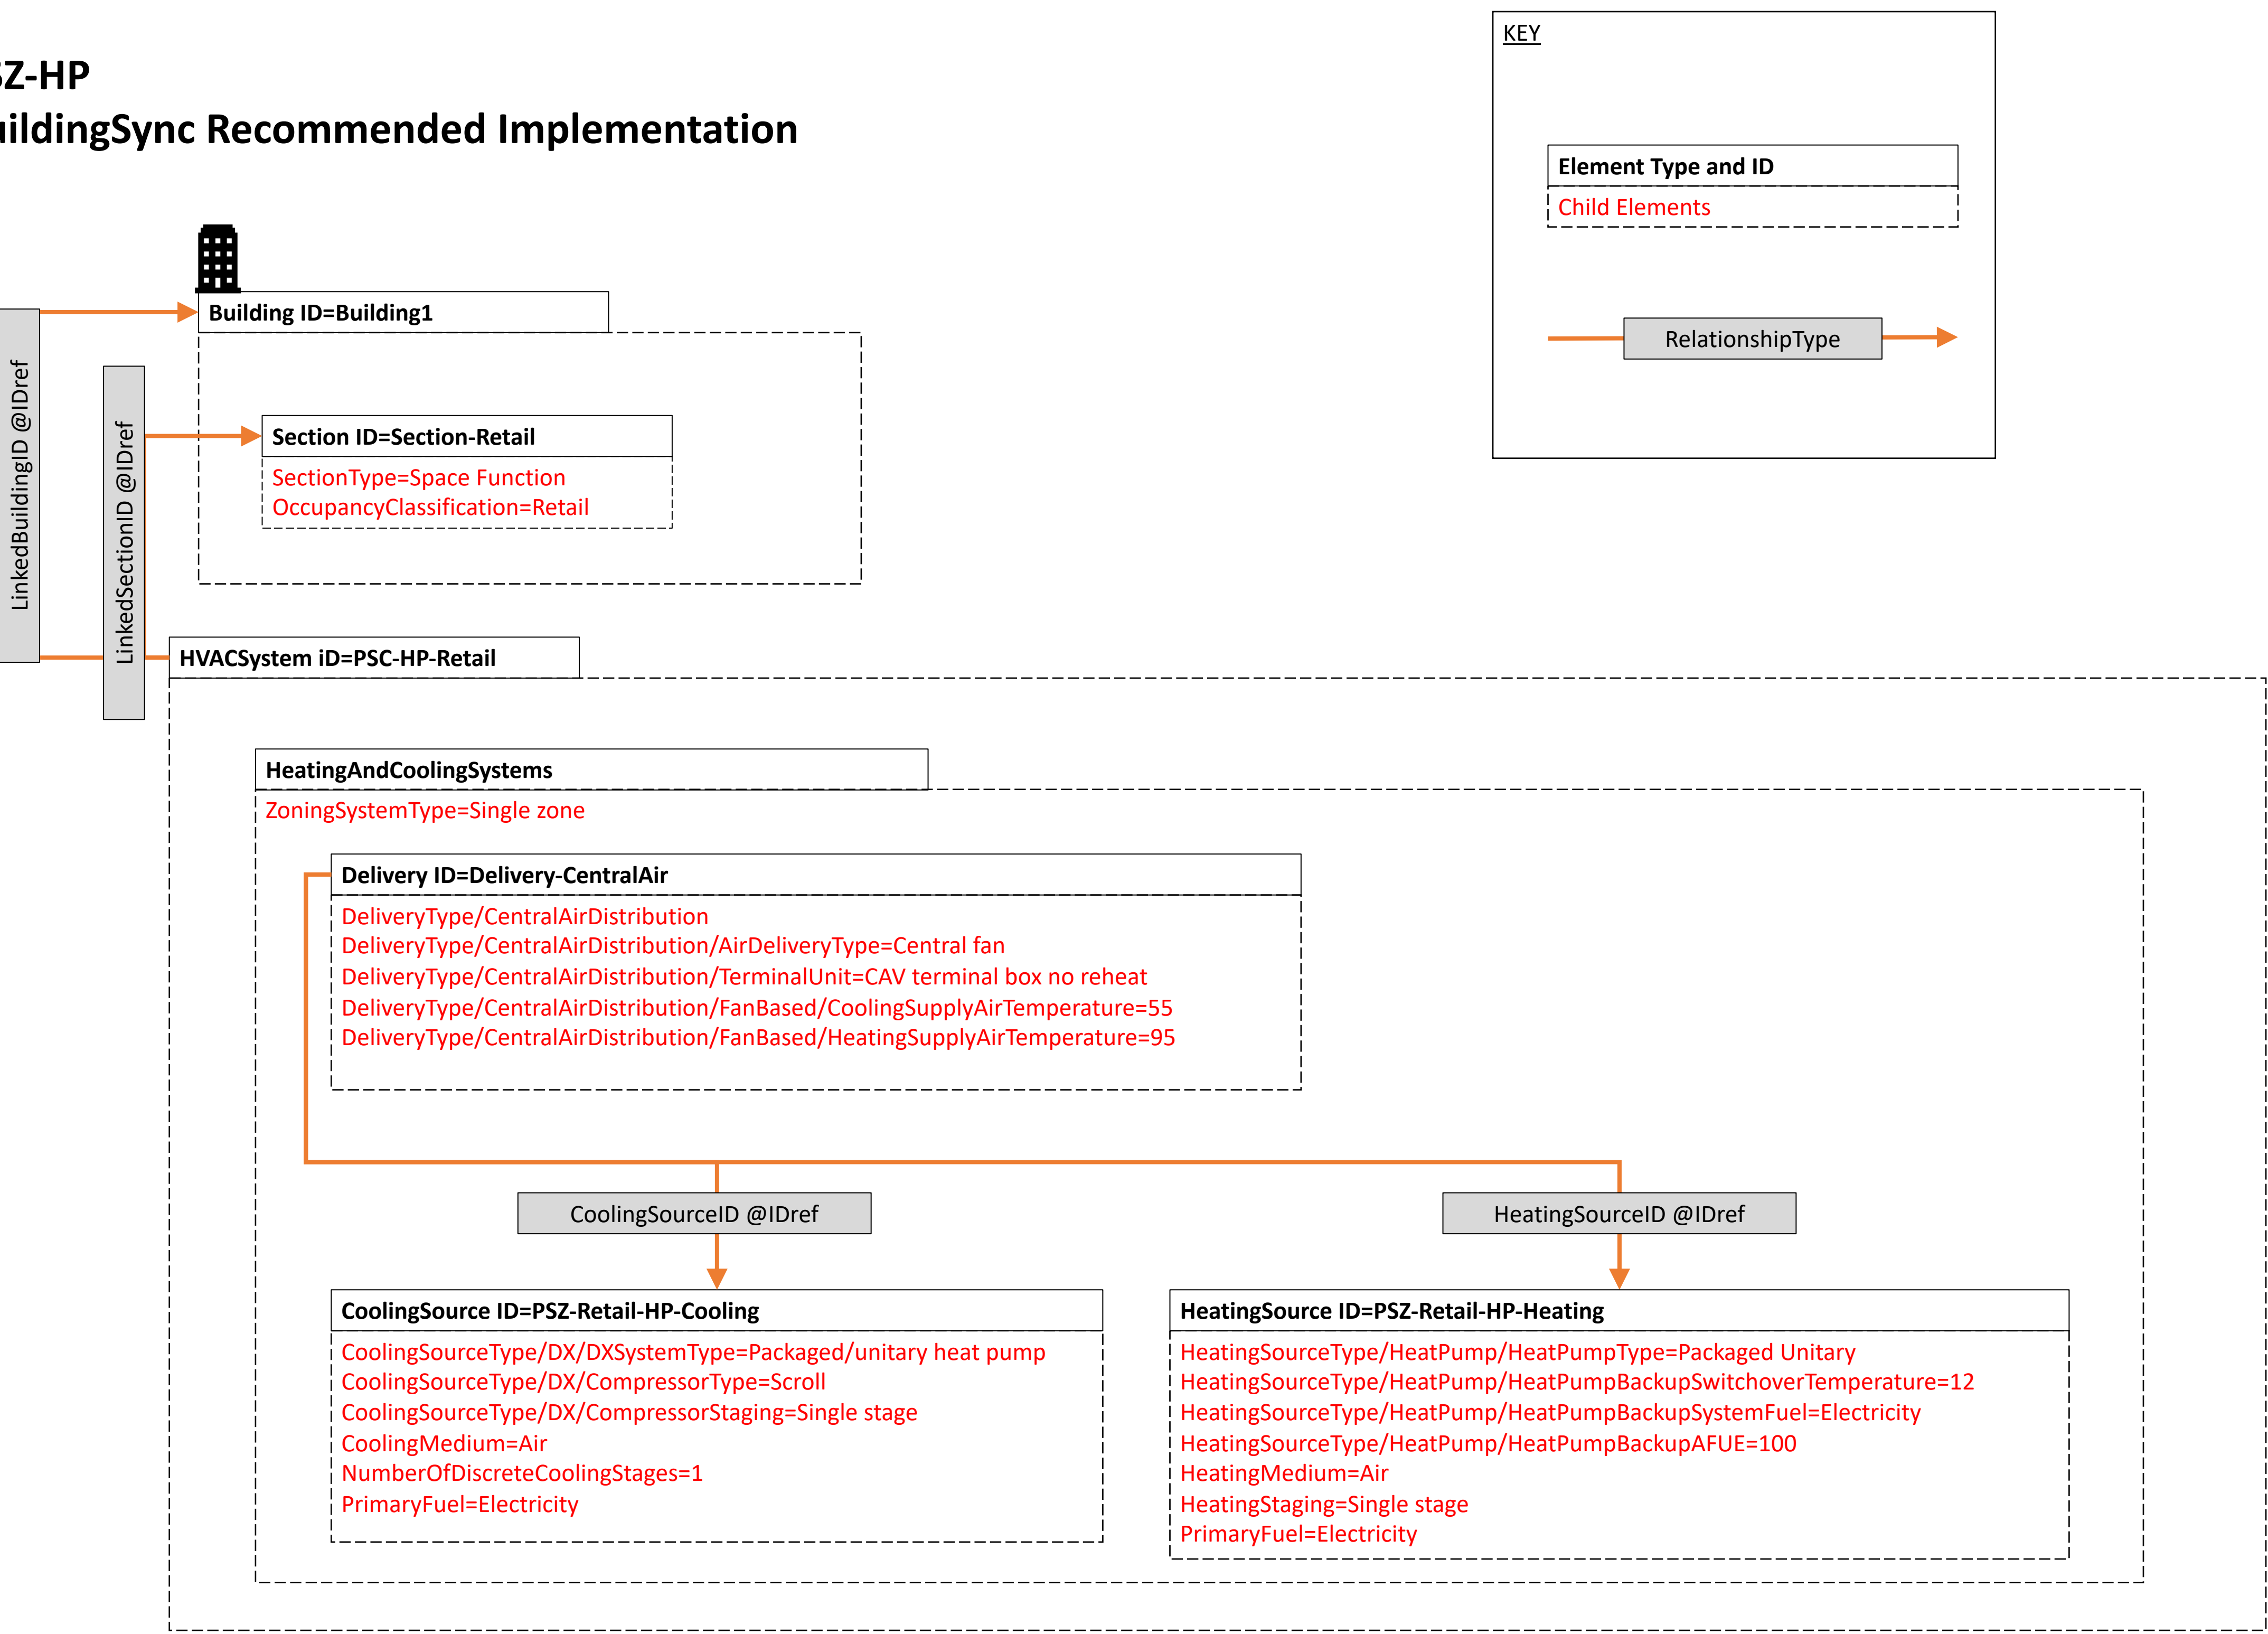 SZ-HP
uildingSync Recommended Implementation
KEY
Element Type and ID
Child Elements
RelationshipType
Building ID=Building1
LinkedBuildingID @IDref
LinkedSectionID @IDref
Section ID=Section-Retail
SectionType=Space Function
OccupancyClassification=Retail
HVACSystem iD=PSC-HP-Retail
HeatingAndCoolingSystems
ZoningSystemType=Single zone
Delivery ID=Delivery-CentralAir
DeliveryType/CentralAirDistribution
DeliveryType/CentralAirDistribution/AirDeliveryType=Central fan
DeliveryType/CentralAirDistribution/TerminalUnit=CAV terminal box no reheat
DeliveryType/CentralAirDistribution/FanBased/CoolingSupplyAirTemperature=55
DeliveryType/CentralAirDistribution/FanBased/HeatingSupplyAirTemperature=95
CoolingSourceID @IDref
HeatingSourceID @IDref
CoolingSource ID=PSZ-Retail-HP-Cooling
CoolingSourceType/DX/DXSystemType=Packaged/unitary heat pump
CoolingSourceType/DX/CompressorType=Scroll
CoolingSourceType/DX/CompressorStaging=Single stage
CoolingMedium=Air
NumberOfDiscreteCoolingStages=1
PrimaryFuel=Electricity
HeatingSource ID=PSZ-Retail-HP-Heating
HeatingSourceType/HeatPump/HeatPumpType=Packaged Unitary
HeatingSourceType/HeatPump/HeatPumpBackupSwitchoverTemperature=12
HeatingSourceType/HeatPump/HeatPumpBackupSystemFuel=Electricity
HeatingSourceType/HeatPump/HeatPumpBackupAFUE=100
HeatingMedium=Air
HeatingStaging=Single stage
PrimaryFuel=Electricity